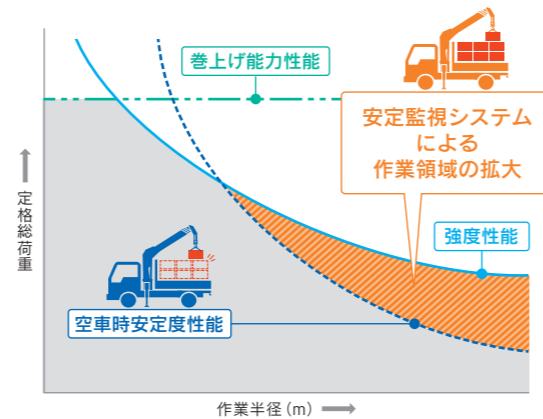 巻上げ能力性能
安定監視システム
による
作業領域の拡大
定格総荷重
強度性能
空車時安定度性能
作業半径(m)